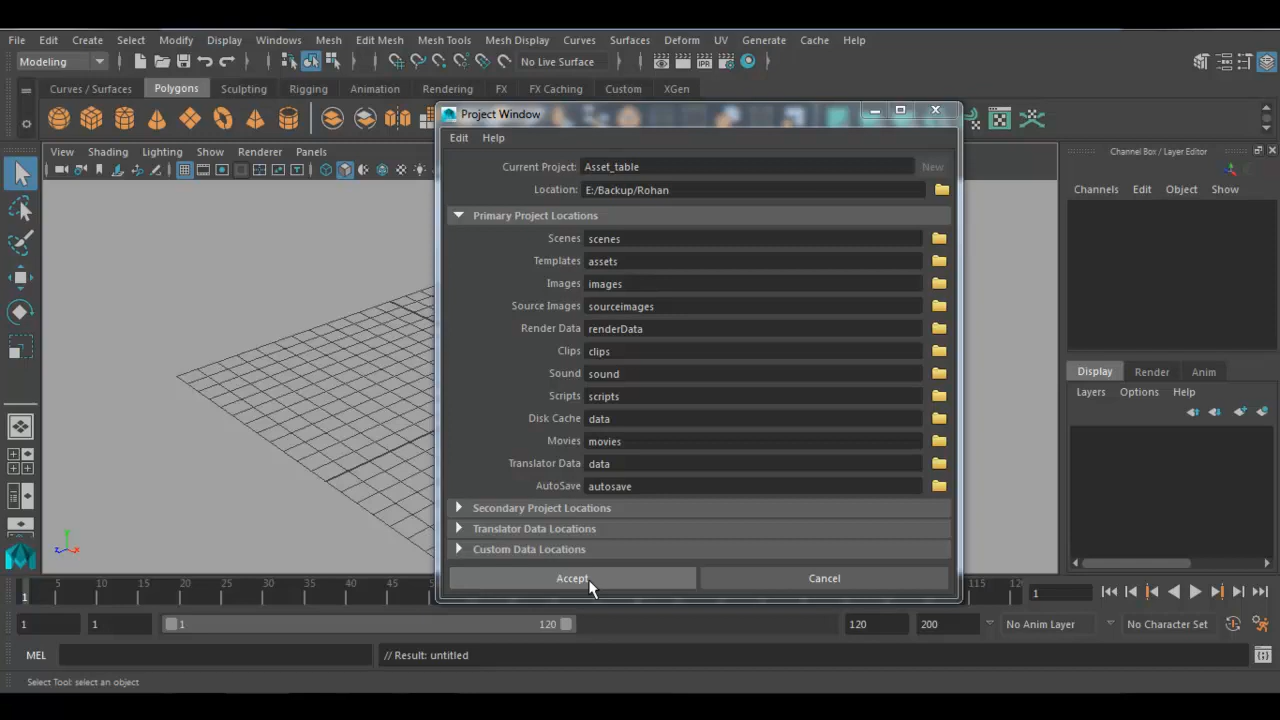 File Edit Create Select Modify Display Windows Mesh Edit Mesh Mesh Tools Mesh Display Curves Surfaces Deform UV Generate Cache Help
Modeling No Live Surface
Curves / Surfaces Polygons Sculpting Rigging Animation Rendering FX FX Caching Custom XGen
Project Window
Edit Help
View Shading Lighting Show Renderer Panels
Channel Box / Layer Editor
Channels Edit Object Show
Current Project: Asset_table New
Location: E:/Backup/Rohan
Primary Project Locations
Scenes scenes
Templates assets
Images images
Source Images sourceimages
Render Data renderData
Clips clips
Sound sound
Scripts scripts
Disk Cache data
Movies movies
Translator Data data
AutoSave autosave
Secondary Project Locations
Translator Data Locations
Custom Data Locations
Accept Cancel
Display Render Anim
Layers Options Help
5 10 15 20 25 30 35 40 45 50 115 12
1 1
1 1 1 120 120 200 No Anim Layer No Character Set
MEL // Result: untitled
Select Tool: select an object